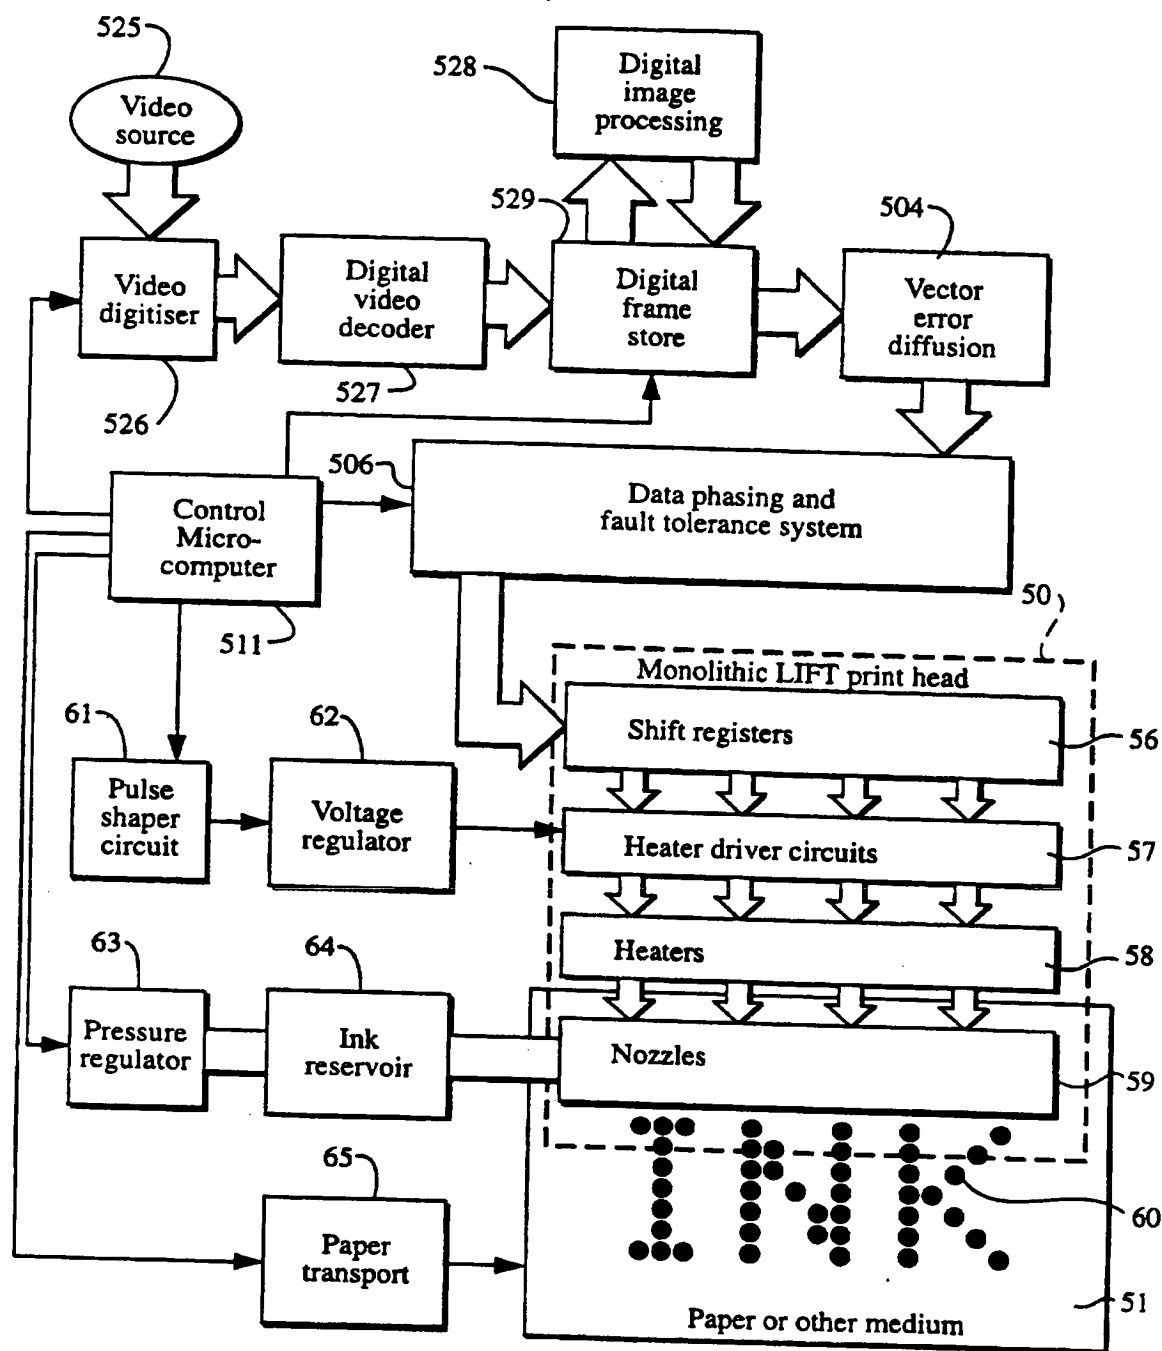 525
Video
source
528
Digital
image
processing
529
504
Video
digitiser
526
Digital
video
decoder
527
Digital
frame
store
Vector
error
diffusion
506
Data phasing and
fault tolerance system
Control
Micro-
computer
511
50
Monolithic LIFT print head
Shift registers
56
61
Pulse
shaper
circuit
62
Voltage
regulator
Heater driver circuits
57
Heaters
58
63
Pressure
regulator
64
Ink
reservoir
Nozzles
59
INK
60
65
Paper
transport
51
Paper or other medium